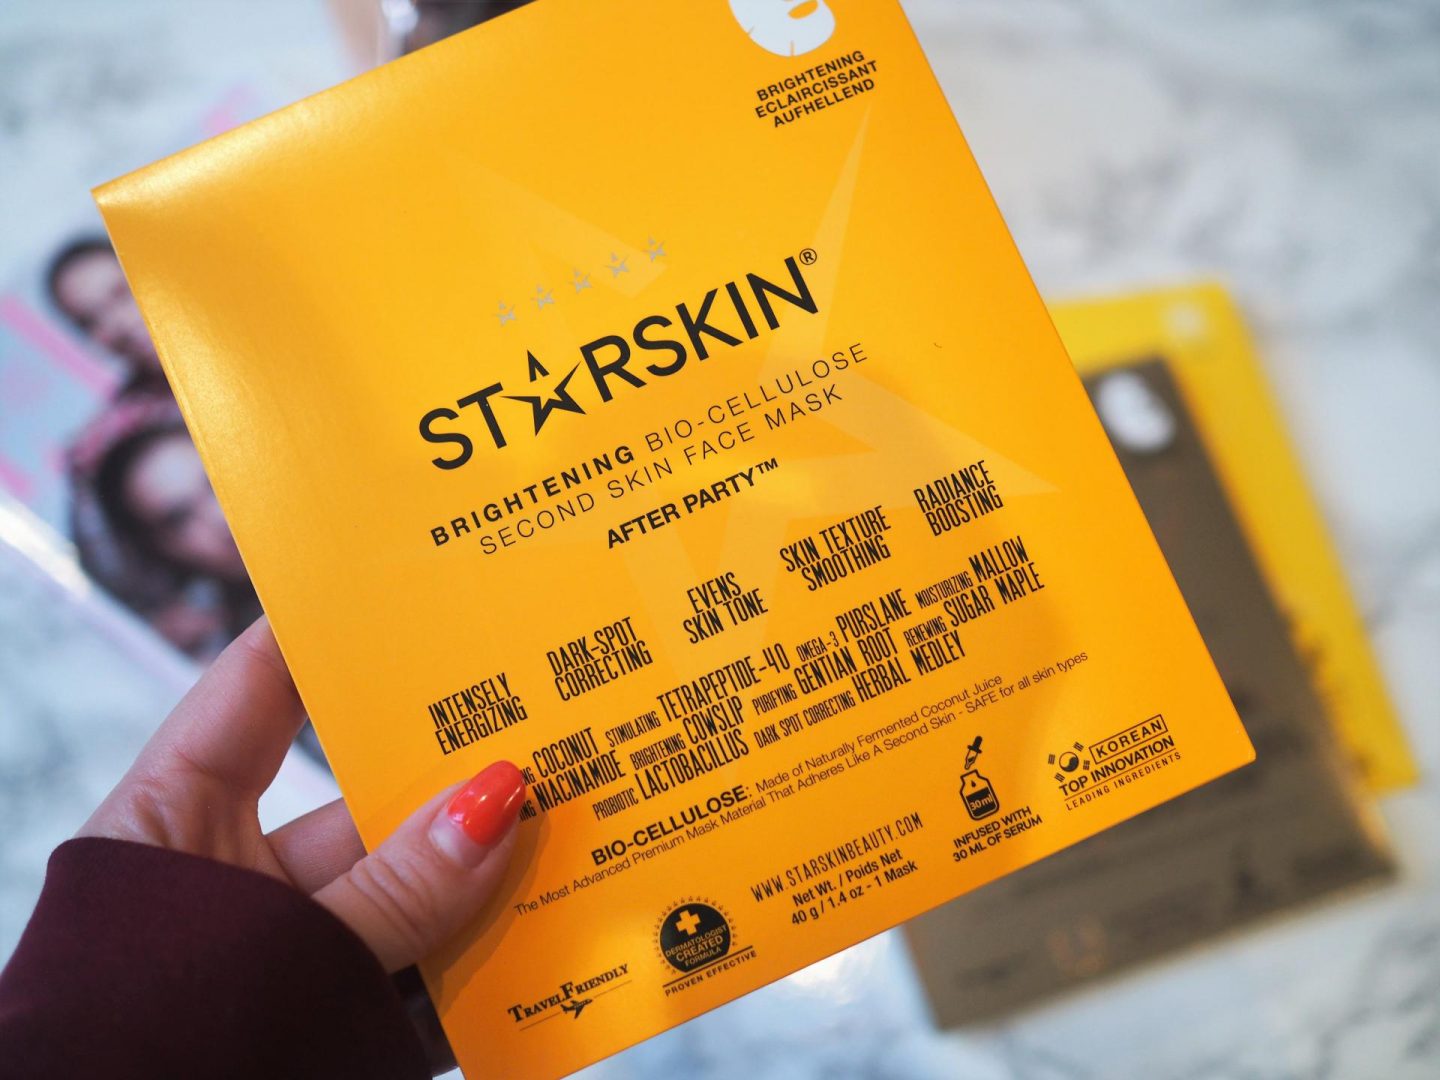 BRIGHTENING
ECLAIRCISSANT
AUFHELLEND
STARSKIN®
BRIGHTENING BIO-CELLULOSE
SECOND SKIN FACE MASK
AFTER PARTY™
INTENSELY
ENERGIZING
DARK-SPOT
CORRECTING
EVENS
SKIN TONE
SKIN TEXTURE
SMOOTHING
RADIANCE
BOOSTING
COCONUT STIMULATING TETRAPEPTIDE-40 OMEGA-3 PURSLANE MOISTURIZING MALLOW
NIACINAMIDE BRIGHTENING COWSLIP PURIFYING GENTIAN ROOT RENEWING SUGAR MAPLE
PROBIOTIC LACTOBACILLUS DARK SPOT CORRECTING HERBAL MEDLEY
BIO-CELLULOSE: Made of Naturally Fermented Coconut Juice
The Most Advanced Premium Mask Material That Adheres Like A Second Skin - SAFE for all skin types
TRAVELFRIENDLY
DERMATOLOGIST
CREATED
FORMULA
PROVEN EFFECTIVE
WWW.STARSKINBEAUTY.COM
Net Wt. / Poids Net
40 g / 1.4 oz - 1 Mask
30ml
INFUSED WITH
30 ML OF SERUM
KOREAN
TOP INNOVATION
LEADING INGREDIENTS